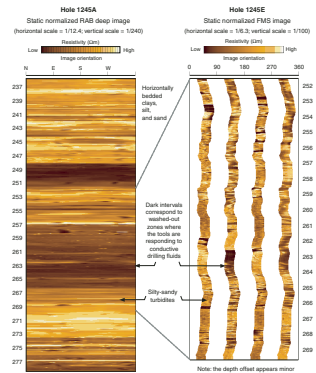 Hole 1245A
Static normalized RAB deep image
(horizontal scale = 1/12.4; vertical scale = 1/240)
Resistivity (Ωm)
Low
High
Image orientation
N E S W
237
239
241
243
245
247
249
251
253
255
257
259
261
263
265
267
269
271
273
275
277
Horizontally
bedded
clays,
silt,
and sand
Dark intervals
correspond to
washed-out
zones where
the tools are
responding to
conductive
drilling fluids
Silty-sandy
turbidites
Hole 1245E
Static normalized FMS image
(horizontal scale = 1/6.3; vertical scale = 1/100)
Resistivity (Ωm)
Low
High
Image orientation
0 90 180 270 360
252
253
254
255
256
257
258
259
260
261
262
263
264
265
266
267
268
269
Note: the depth offset appears minor